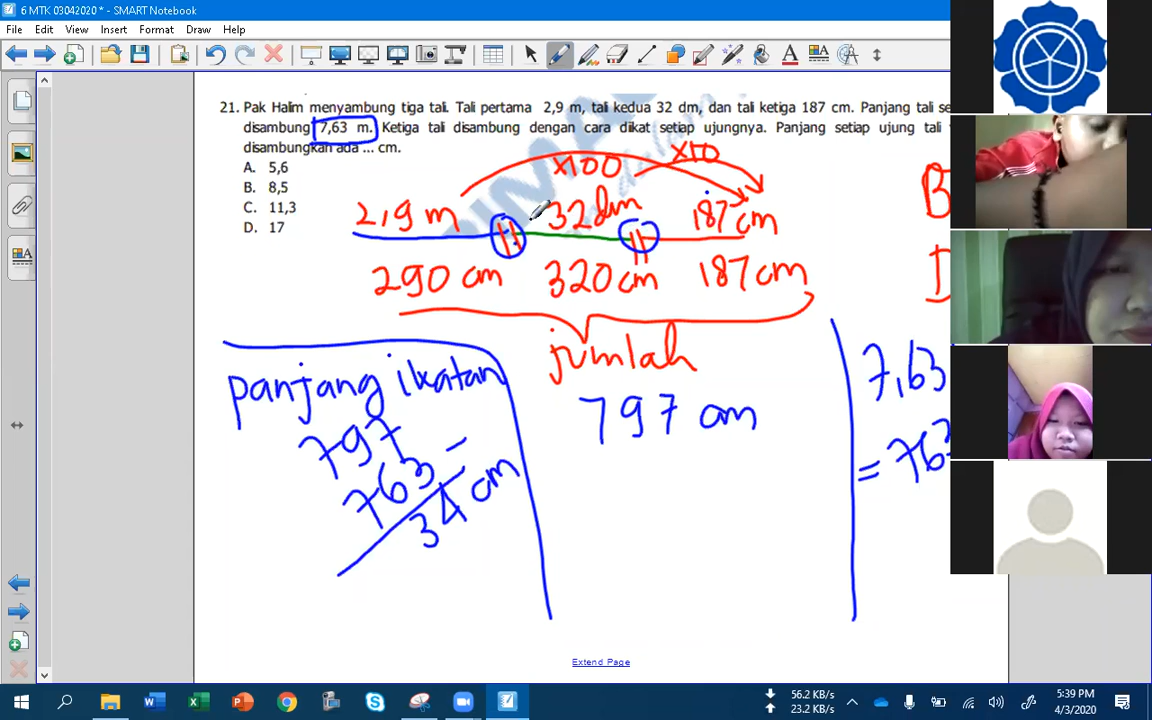 6 MTK 03042020 * - SMART Notebook
File Edit View Insert Format Draw Help
21. Pak Halim menyambung tiga tali. Tali pertama 2,9 m, tali kedua 32 dm, dan tali ketiga 187 cm. Panjang tali se
disambung 7,63 m. Ketiga tali disambung dengan cara diikat setiap ujungnya. Panjang setiap ujung tali
disambungkan ada ... cm.
A. 5,6
B. 8,5
C. 11,3
D. 17
x100 x10
2,9 m 32 dm 187 cm
290 cm 320 cm 187 cm
jumlah
797 cm
panjang ikatan
797
763 -
34 cm
7,63
= 763
B
D
Extend Page
56.2 KB/s
23.2 KB/s
5:39 PM
4/3/2020